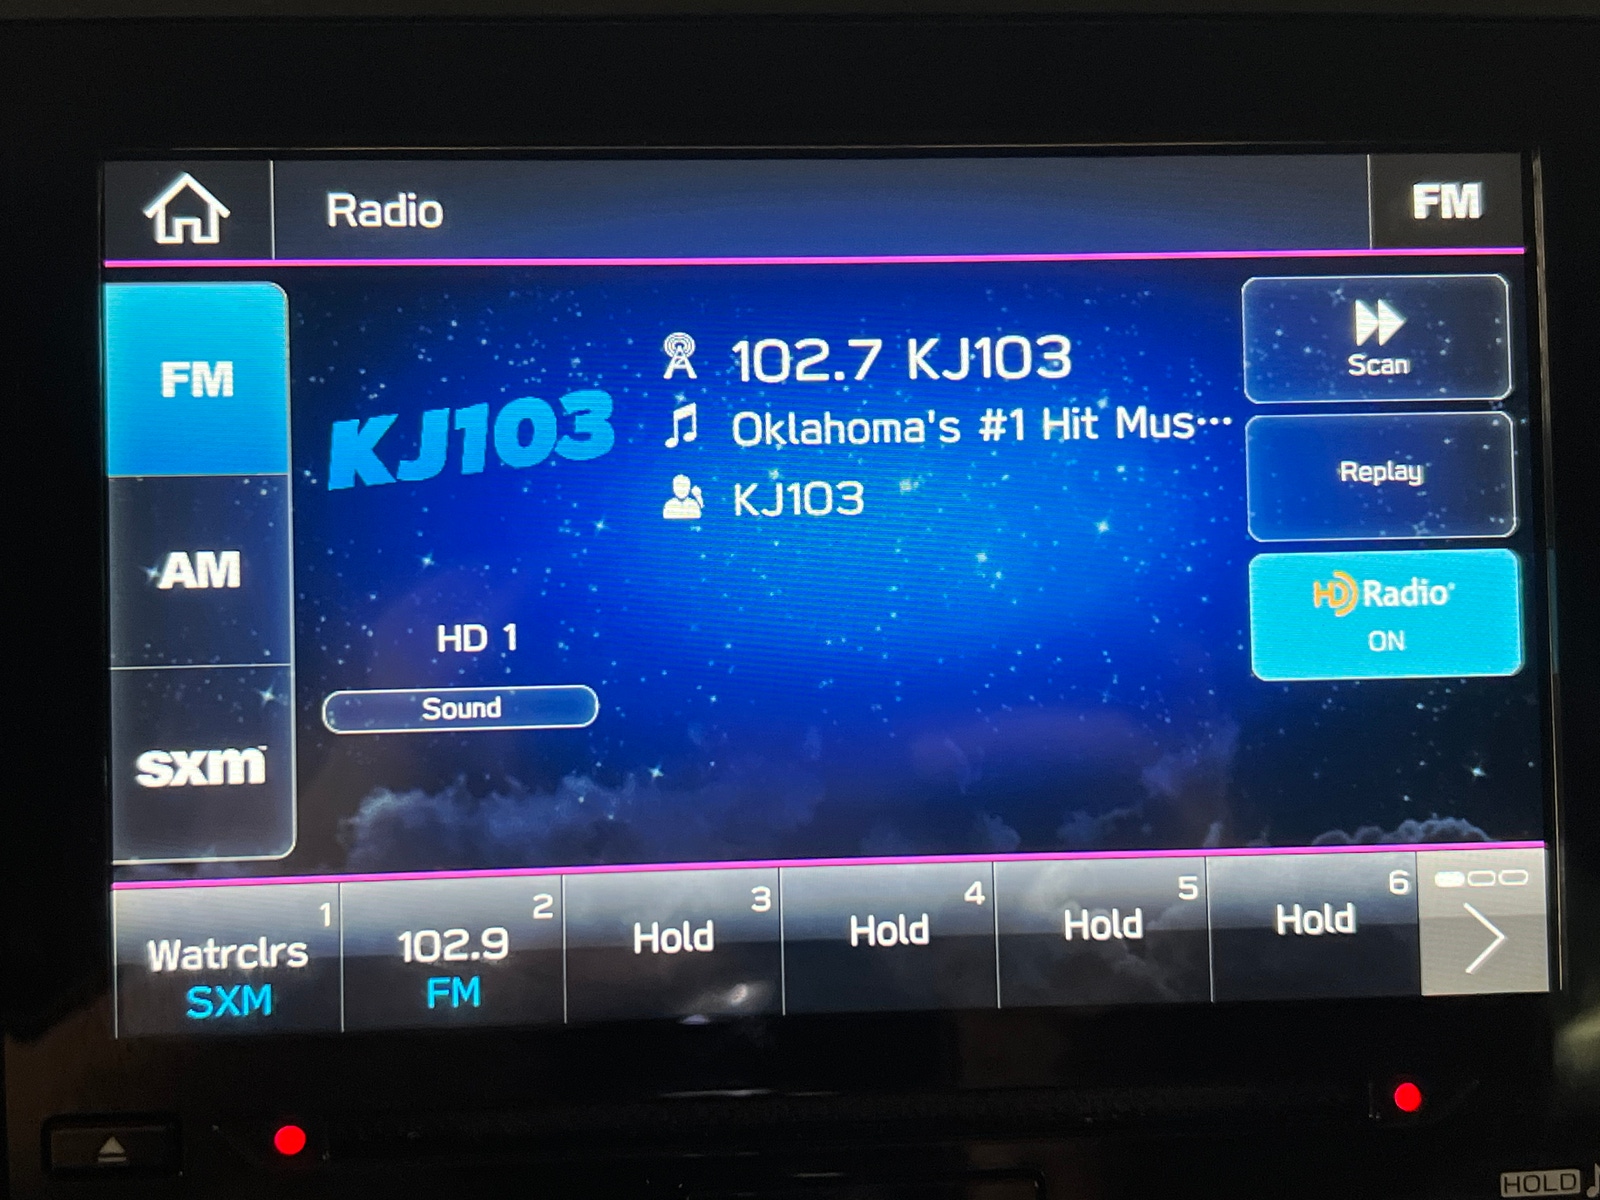 Radio
FM
FM
AM
sxm
KJ103
102.7 KJ103
Oklahoma's #1 Hit Mus…
KJ103
HD 1
Sound
Scan
Replay
HD Radio
ON
1
Watrclrs
SXM
2
102.9
FM
3
Hold
4
Hold
5
Hold
6
Hold
HOLD